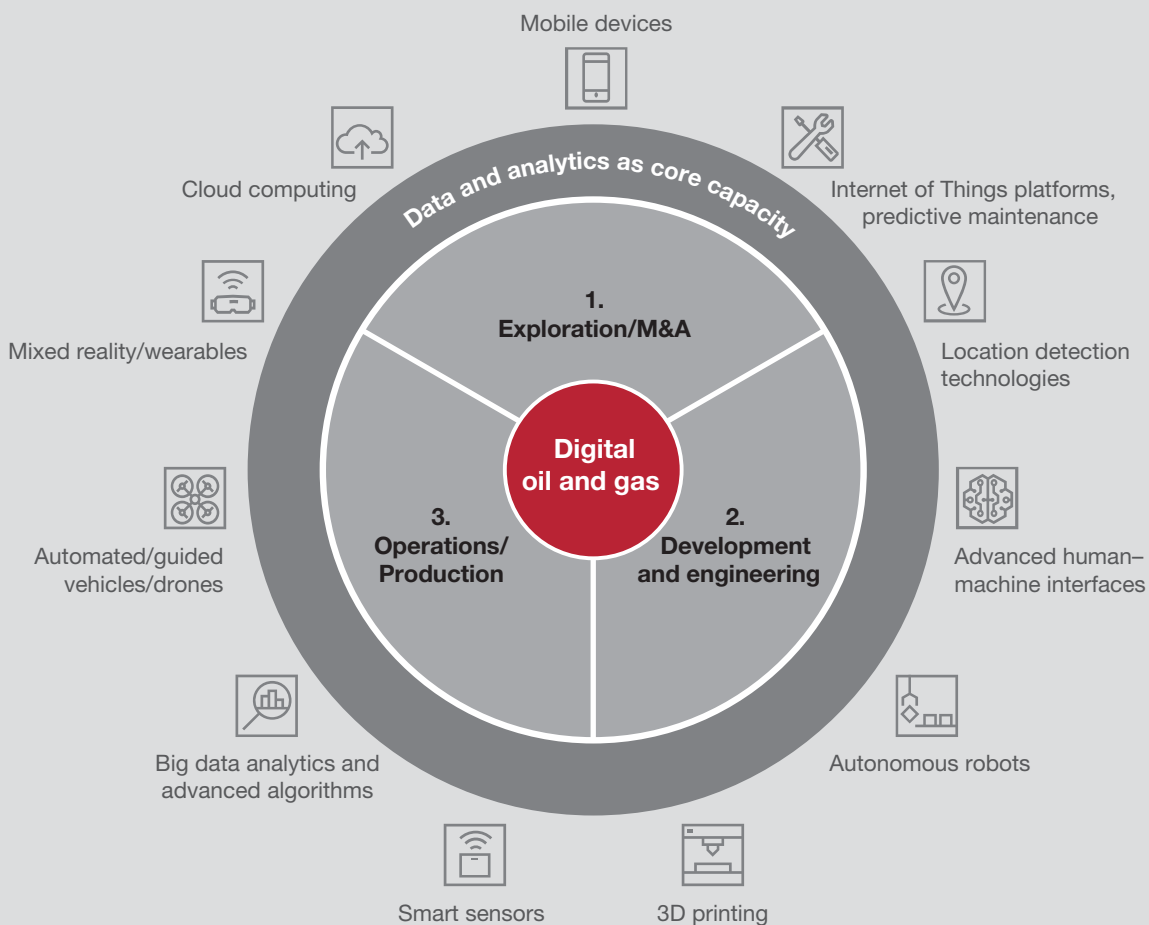 Mobile devices
Cloud computing
Internet of Things platforms,
predictive maintenance
Data and analytics as core capacity
Mixed reality/wearables
Location detection
technologies
1.
Exploration/M&A
Digital
oil and gas
3.
Operations/
Production
2.
Development
and engineering
Automated/guided
vehicles/drones
Advanced human–
machine interfaces
Big data analytics and
advanced algorithms
Autonomous robots
Smart sensors
3D printing